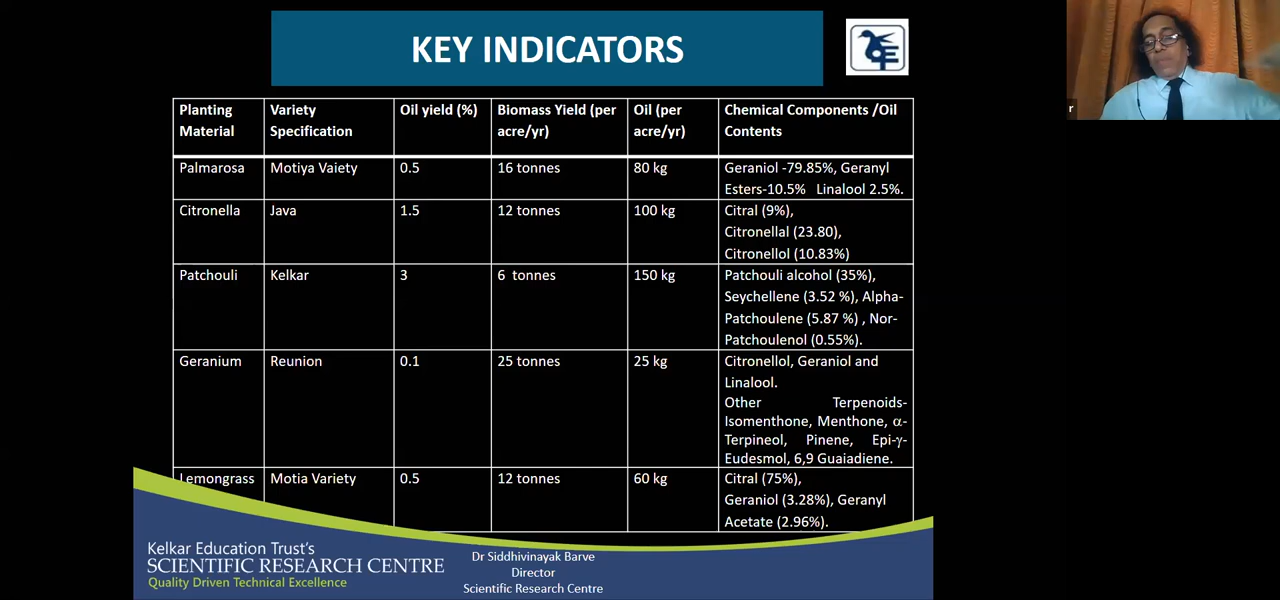 KEY INDICATORS
r
Planting Material
Variety Specification
Oil yield (%)
Biomass Yield (per acre/yr)
Oil (per acre/yr)
Chemical Components /Oil Contents
Palmarosa
Motiya Vaiety
0.5
16 tonnes
80 kg
Geraniol -79.85%, Geranyl
Esters-10.5% Linalool 2.5%.
Citronella
Java
1.5
12 tonnes
100 kg
Citral (9%),
Citronellal (23.80),
Citronellol (10.83%)
Patchouli
Kelkar
3
6 tonnes
150 kg
Patchouli alcohol (35%),
Seychellene (3.52 %), Alpha-
Patchoulene (5.87 %) , Nor-
Patchoulenol (0.55%).
Geranium
Reunion
0.1
25 tonnes
25 kg
Citronellol, Geraniol and
Linalool.
Other Terpenoids-
Isomenthone, Menthone, α-
Terpineol, Pinene, Epi-γ-
Eudesmol, 6,9 Guaiadiene.
Lemongrass
Motia Variety
0.5
12 tonnes
60 kg
Citral (75%),
Geraniol (3.28%), Geranyl
Acetate (2.96%).
Kelkar Education Trust's
SCIENTIFIC RESEARCH CENTRE
Quality Driven Technical Excellence
Dr Siddhivinayak Barve
Director
Scientific Research Centre